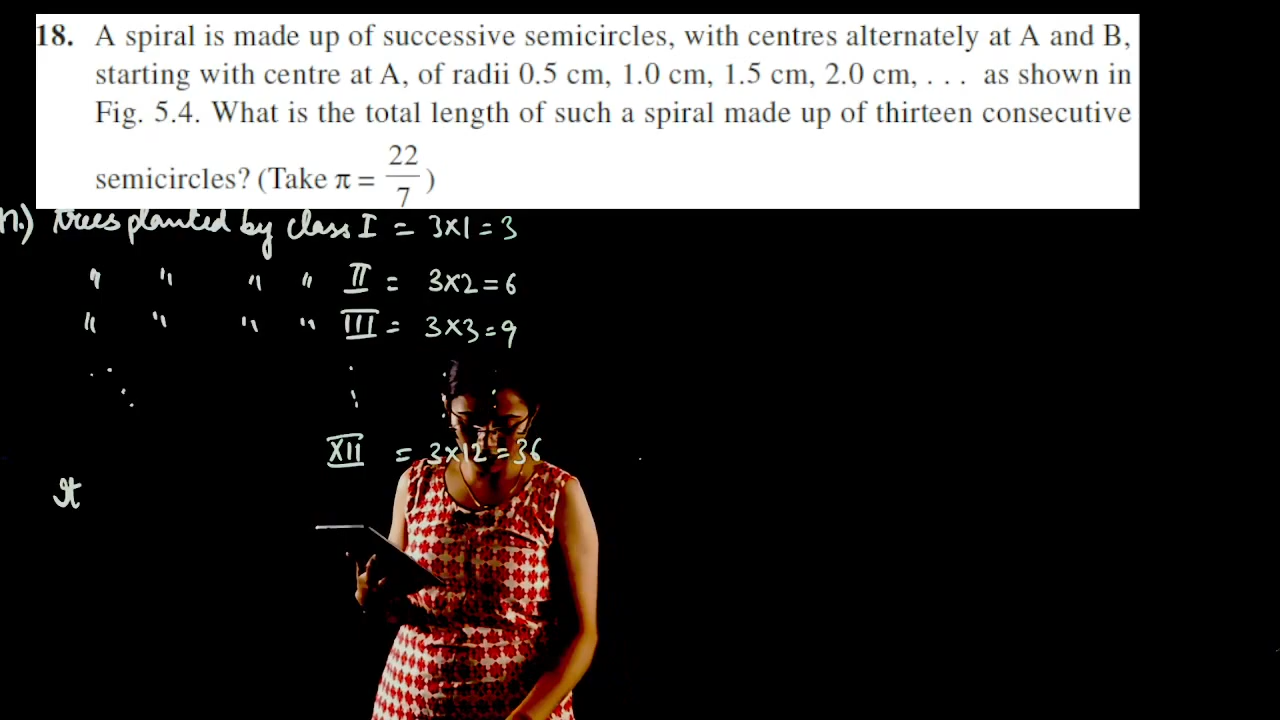 18. A spiral is made up of successive semicircles, with centres alternately at A and B,
starting with centre at A, of radii 0.5 cm, 1.0 cm, 1.5 cm, 2.0 cm, . . . as shown in
Fig. 5.4. What is the total length of such a spiral made up of thirteen consecutive
semicircles? (Take π = 22/7)
17.) Trees planted by class I = 3×1 = 3
" " " " II = 3×2 = 6
" " " " III = 3×3 = 9
XII = 3×12 = 36
It